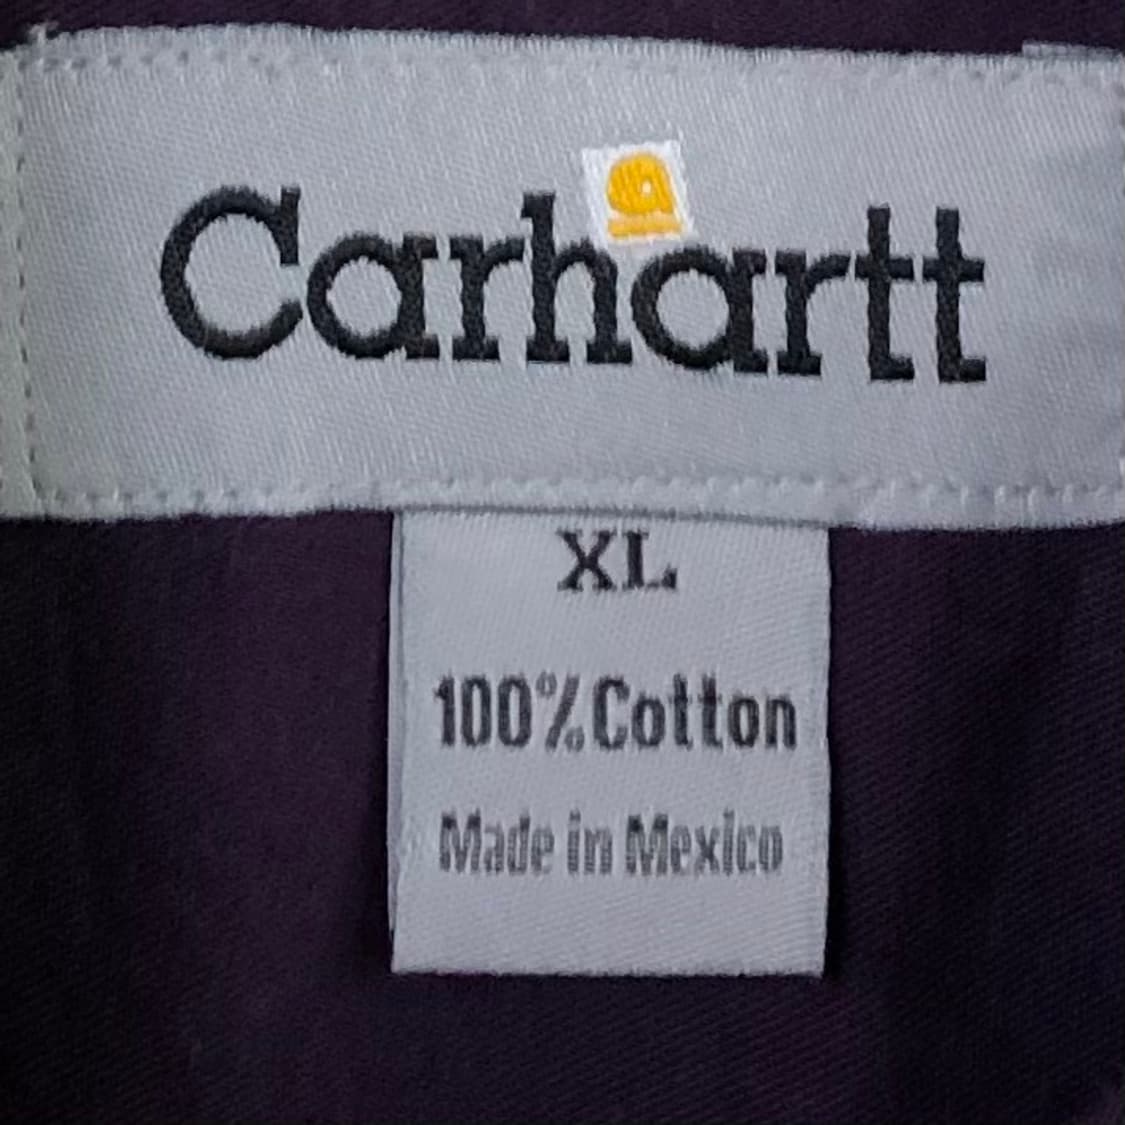 Carhartt
XL
100% Cotton
Made in Mexico